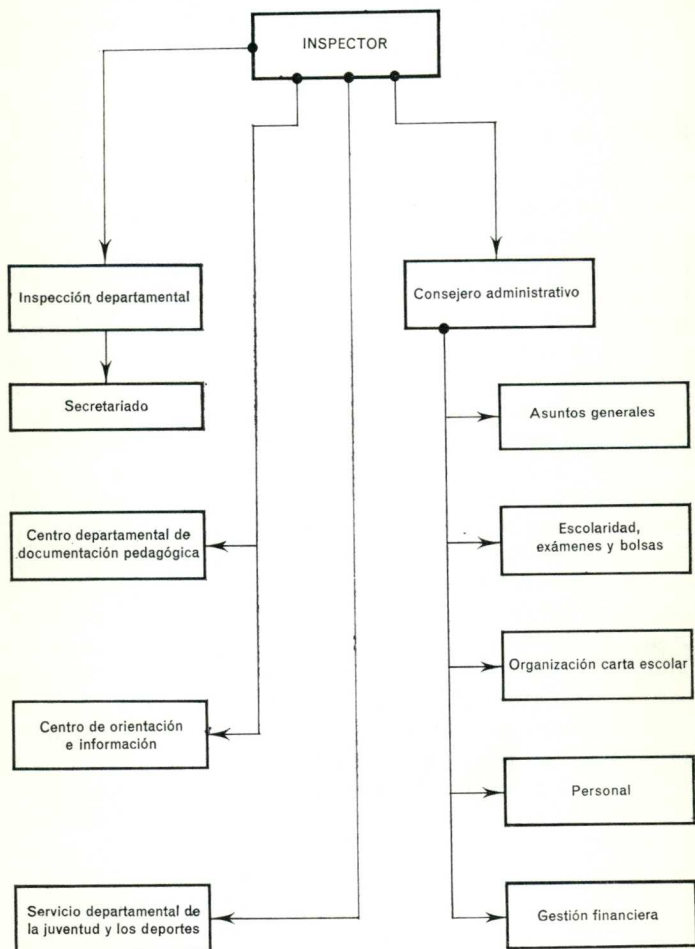 INSPECTOR
Inspección departamental
Consejero administrativo
Secretariado
Asuntos generales
Centro departamental de
documentación pedagógica
Escolaridad,
exámenes y bolsas
Organización carta escolar
Centro de orientación
e información
Personal
Servicio departamental de
la juventud y los deportes
Gestión financiera